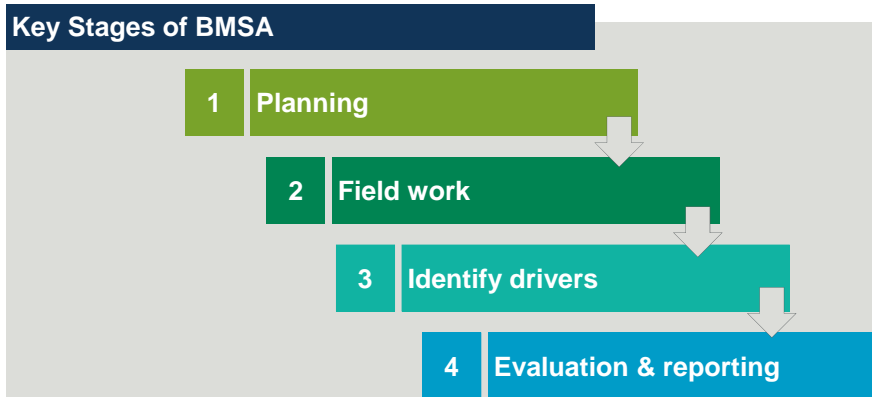 Key Stages of BMSA
1 Planning
2 Field work
3 Identify drivers
4 Evaluation & reporting